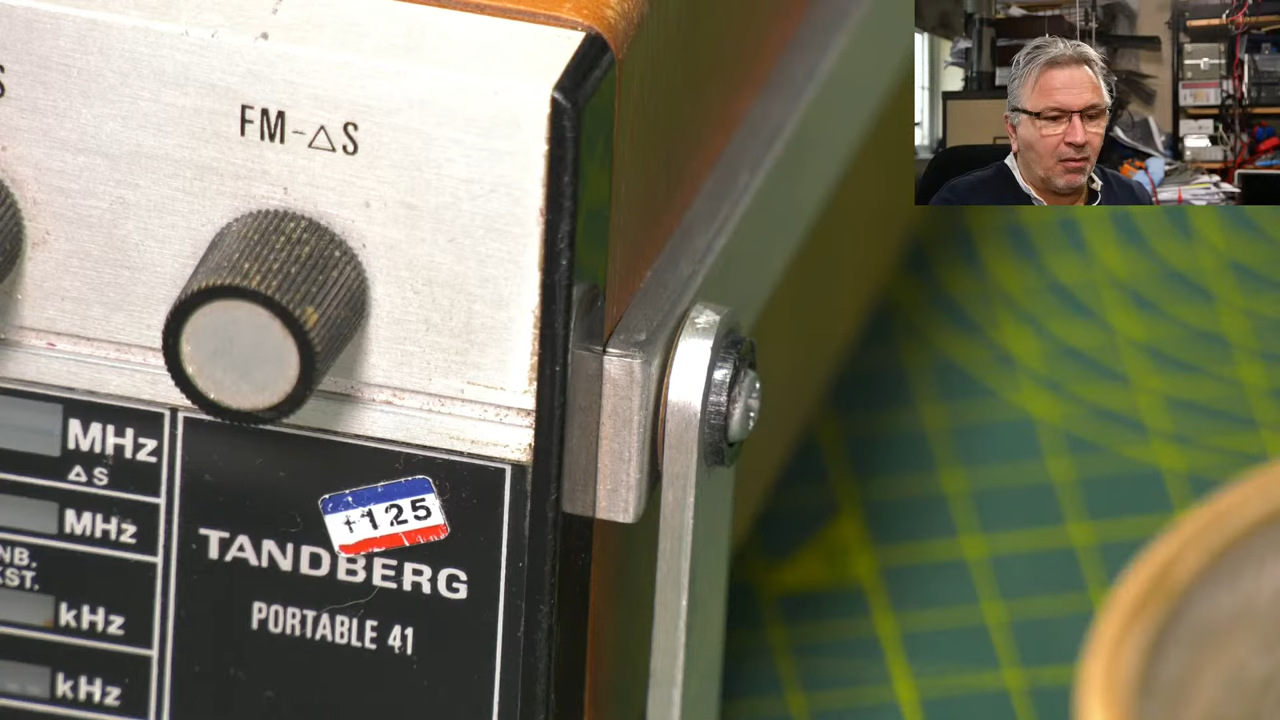 S
FM-△S
MHz
△S
MHz
NB.
KST.
kHz
kHz
+125
TANDBERG
PORTABLE 41